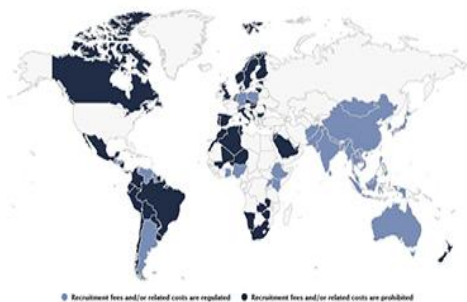 Recruitment fees and/or related costs are regulated Recruitment fees and/or related costs are prohibited